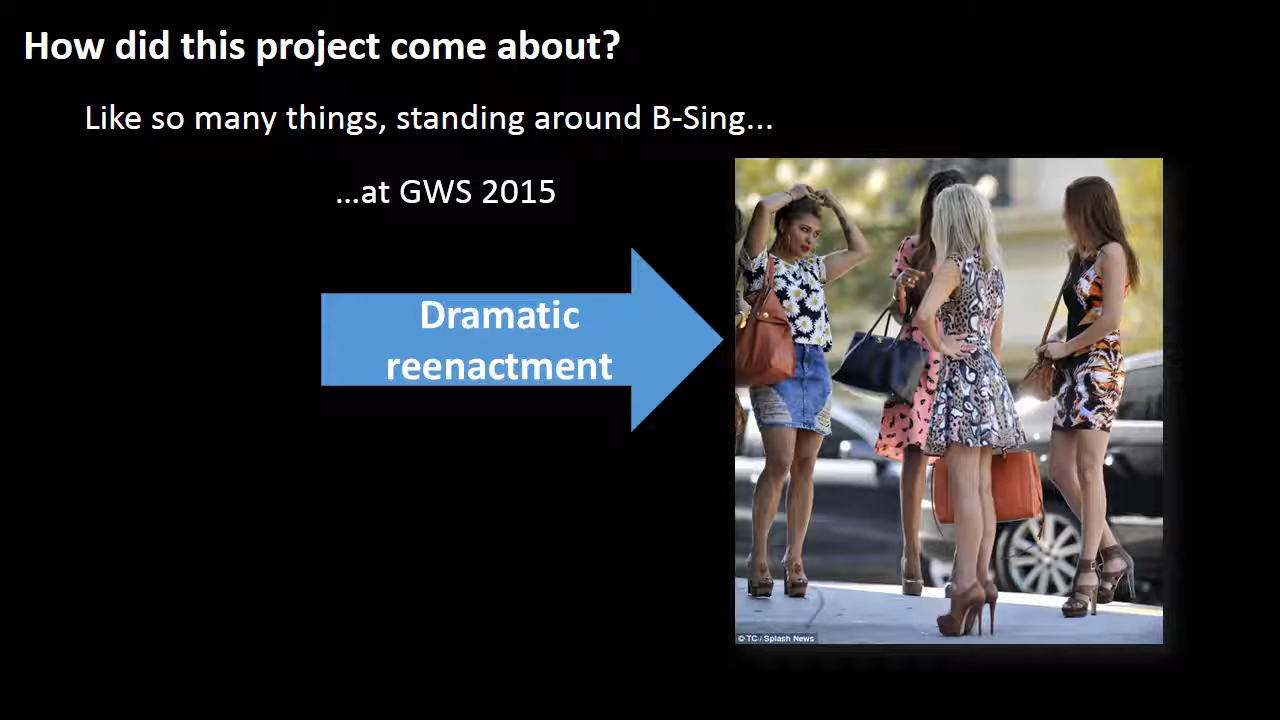 How did this project come about?
Like so many things, standing around B-Sing...
...at GWS 2015
Dramatic
reenactment
© TC / Splash News